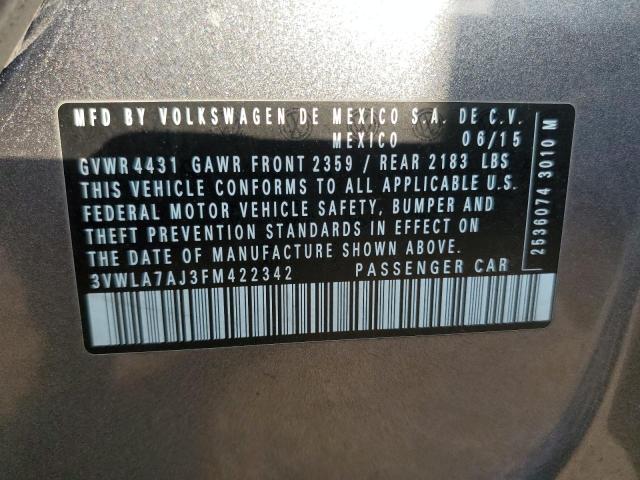 MFD BY VOLKSWAGEN DE MEXICO S.A. DE C.V.
MEXICO 06/15
GVWR 4431 GAWR FRONT 2359 / REAR 2183 LBS
THIS VEHICLE CONFORMS TO ALL APPLICABLE U.S.
FEDERAL MOTOR VEHICLE SAFETY, BUMPER AND
THEFT PREVENTION STANDARDS IN EFFECT ON
THE DATE OF MANUFACTURE SHOWN ABOVE.
3VWLA7AJ3FM422342 PASSENGER CAR
2536074 3010 M